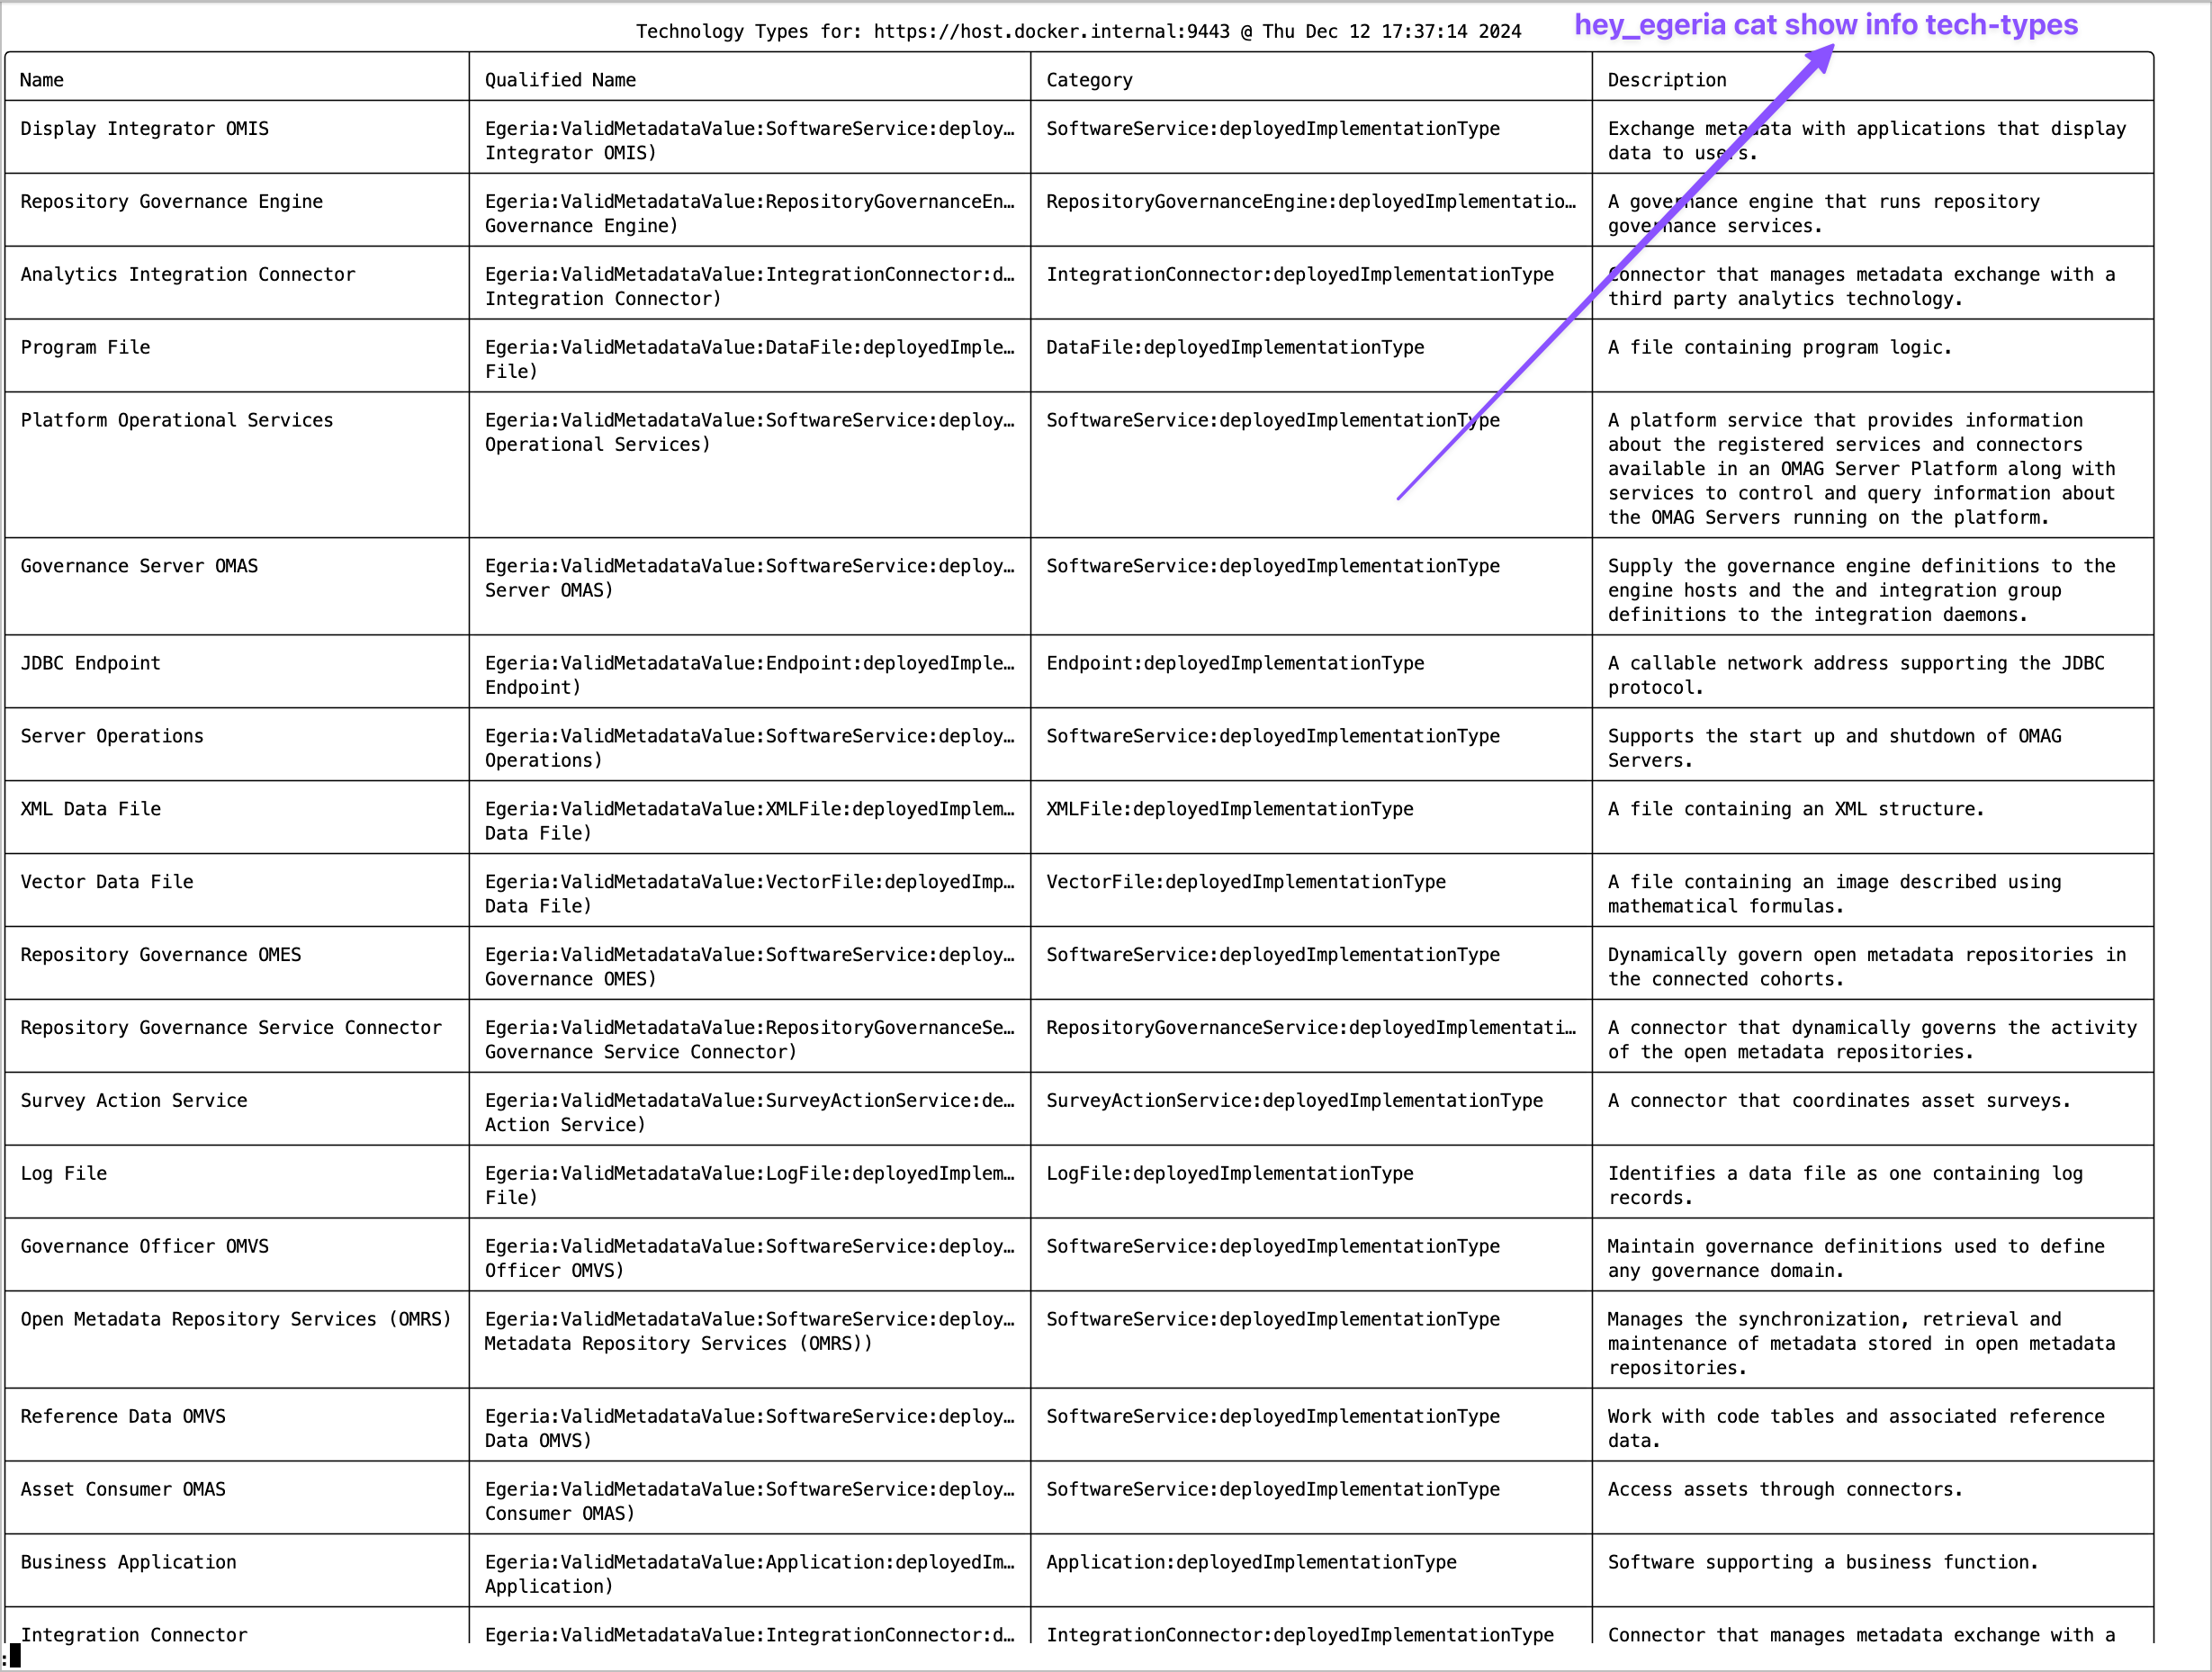 Technology Types for: https://host.docker.internal:9443 @ Thu Dec 12 17:37:14 2024
hey_egeria cat show info tech-types
Name Qualified Name Category Description
Display Integrator OMIS Egeria:ValidMetadataValue:SoftwareService:deploy… SoftwareService:deployedImplementationType Exchange metadata with applications that display
Integrator OMIS) data to users.
Repository Governance Engine Egeria:ValidMetadataValue:RepositoryGovernanceEn… RepositoryGovernanceEngine:deployedImplementatio… A governance engine that runs repository
Governance Engine) governance services.
Analytics Integration Connector Egeria:ValidMetadataValue:IntegrationConnector:d… IntegrationConnector:deployedImplementationType Connector that manages metadata exchange with a
Integration Connector) third party analytics technology.
Program File Egeria:ValidMetadataValue:DataFile:deployedImple… DataFile:deployedImplementationType A file containing program logic.
File)
Platform Operational Services Egeria:ValidMetadataValue:SoftwareService:deploy… SoftwareService:deployedImplementationType A platform service that provides information
Operational Services) about the registered services and connectors
available in an OMAG Server Platform along with
services to control and query information about
the OMAG Servers running on the platform.
Governance Server OMAS Egeria:ValidMetadataValue:SoftwareService:deploy… SoftwareService:deployedImplementationType Supply the governance engine definitions to the
Server OMAS) engine hosts and the and integration group
definitions to the integration daemons.
JDBC Endpoint Egeria:ValidMetadataValue:Endpoint:deployedImple… Endpoint:deployedImplementationType A callable network address supporting the JDBC
Endpoint) protocol.
Server Operations Egeria:ValidMetadataValue:SoftwareService:deploy… SoftwareService:deployedImplementationType Supports the start up and shutdown of OMAG
Operations) Servers.
XML Data File Egeria:ValidMetadataValue:XMLFile:deployedImplem… XMLFile:deployedImplementationType A file containing an XML structure.
Data File)
Vector Data File Egeria:ValidMetadataValue:VectorFile:deployedImp… VectorFile:deployedImplementationType A file containing an image described using
Data File) mathematical formulas.
Repository Governance OMES Egeria:ValidMetadataValue:SoftwareService:deploy… SoftwareService:deployedImplementationType Dynamically govern open metadata repositories in
Governance OMES) the connected cohorts.
Repository Governance Service Connector Egeria:ValidMetadataValue:RepositoryGovernanceSe… RepositoryGovernanceService:deployedImplementati… A connector that dynamically governs the activity
Governance Service Connector) of the open metadata repositories.
Survey Action Service Egeria:ValidMetadataValue:SurveyActionService:de… SurveyActionService:deployedImplementationType A connector that coordinates asset surveys.
Action Service)
Log File Egeria:ValidMetadataValue:LogFile:deployedImplem… LogFile:deployedImplementationType Identifies a data file as one containing log
File) records.
Governance Officer OMVS Egeria:ValidMetadataValue:SoftwareService:deploy… SoftwareService:deployedImplementationType Maintain governance definitions used to define
Officer OMVS) any governance domain.
Open Metadata Repository Services (OMRS) Egeria:ValidMetadataValue:SoftwareService:deploy… SoftwareService:deployedImplementationType Manages the synchronization, retrieval and
Metadata Repository Services (OMRS)) maintenance of metadata stored in open metadata
repositories.
Reference Data OMVS Egeria:ValidMetadataValue:SoftwareService:deploy… SoftwareService:deployedImplementationType Work with code tables and associated reference
Data OMVS) data.
Asset Consumer OMAS Egeria:ValidMetadataValue:SoftwareService:deploy… SoftwareService:deployedImplementationType Access assets through connectors.
Consumer OMAS)
Business Application Egeria:ValidMetadataValue:Application:deployedIm… Application:deployedImplementationType Software supporting a business function.
Application)
Integration Connector Egeria:ValidMetadataValue:IntegrationConnector:d… IntegrationConnector:deployedImplementationType Connector that manages metadata exchange with a
: